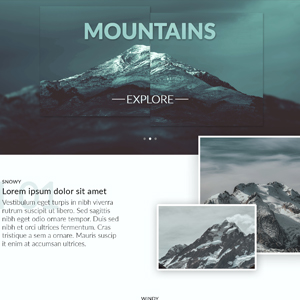 MOUNTAINS
EXPLORE
SNOWY
01
Lorem ipsum dolor sit amet
Vestibulum eget turpis in nibh viverra
rutrum suscipit ut libero. Sed sagittis
nibh eget odio ornare tempor. Duis sed
nibh et orci ultrices fermentum. Cras
tristique a sem a ornare. Mauris suscip
it enim at accumsan ultrices.
WINDY